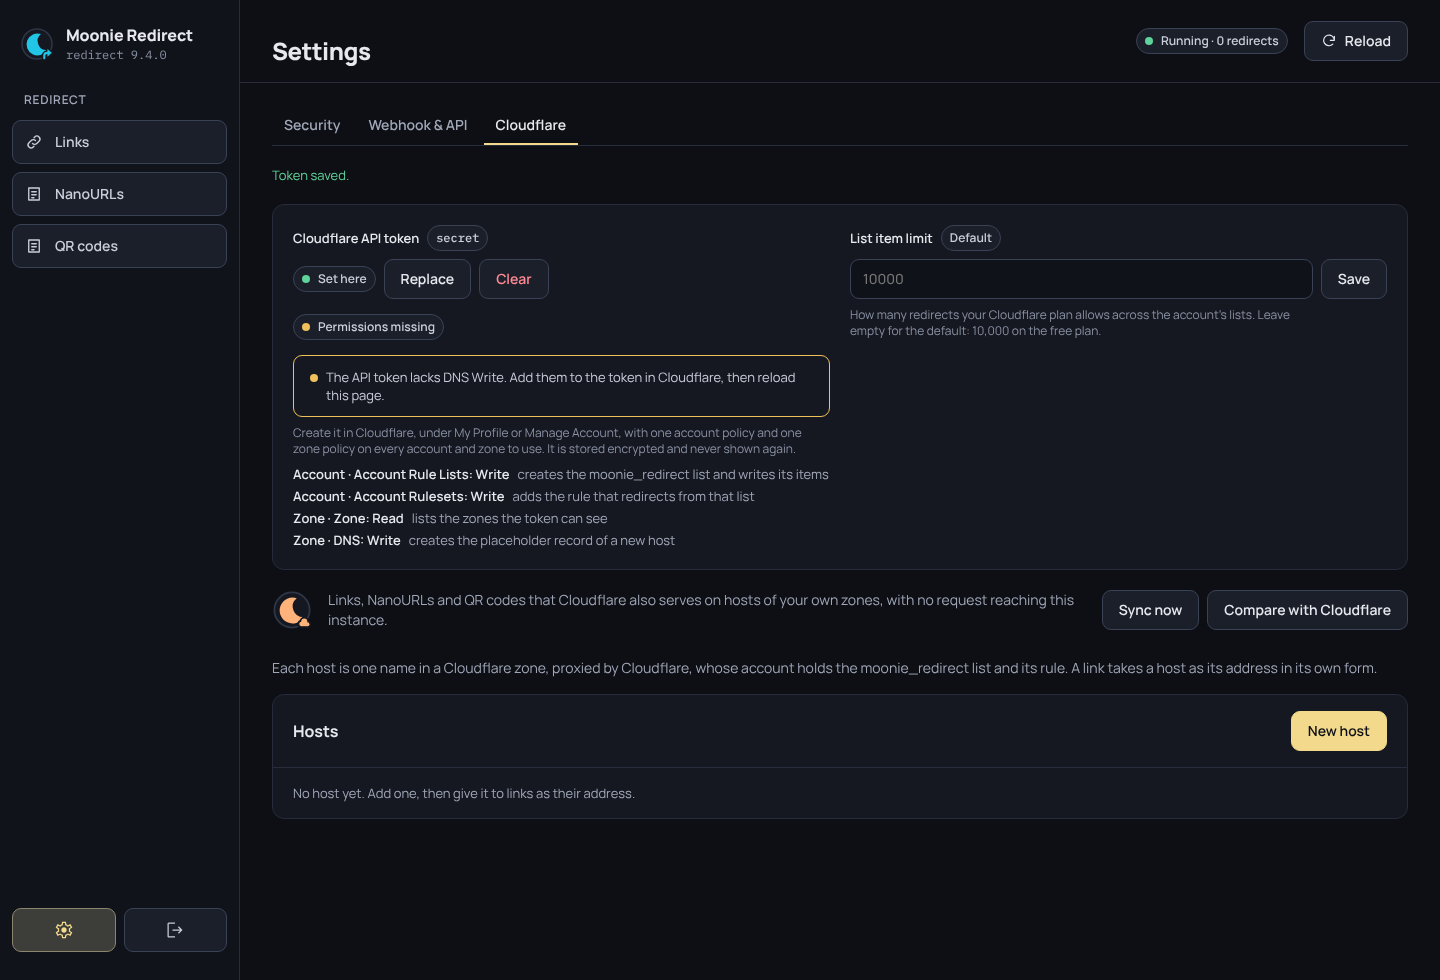 Moonie Redirect
redirect 9.4.0
REDIRECT
Links
NanoURLs
QR codes
Settings
Running · 0 redirects
Reload
Security
Webhook & API
Cloudflare
Token saved.
Cloudflare API token
secret
Set here
Replace
Clear
Permissions missing
The API token lacks DNS Write. Add them to the token in Cloudflare, then reload
this page.
Create it in Cloudflare, under My Profile or Manage Account, with one account policy and one
zone policy on every account and zone to use. It is stored encrypted and never shown again.
Account · Account Rule Lists: Write creates the moonie_redirect list and writes its items
Account · Account Rulesets: Write adds the rule that redirects from that list
Zone · Zone: Read lists the zones the token can see
Zone · DNS: Write creates the placeholder record of a new host
List item limit
Default
10000
Save
How many redirects your Cloudflare plan allows across the account's lists. Leave
empty for the default: 10,000 on the free plan.
Links, NanoURLs and QR codes that Cloudflare also serves on hosts of your own zones, with no request reaching this
instance.
Sync now
Compare with Cloudflare
Each host is one name in a Cloudflare zone, proxied by Cloudflare, whose account holds the moonie_redirect list and its rule. A link takes a host as its address in its own form.
Hosts
New host
No host yet. Add one, then give it to links as their address.